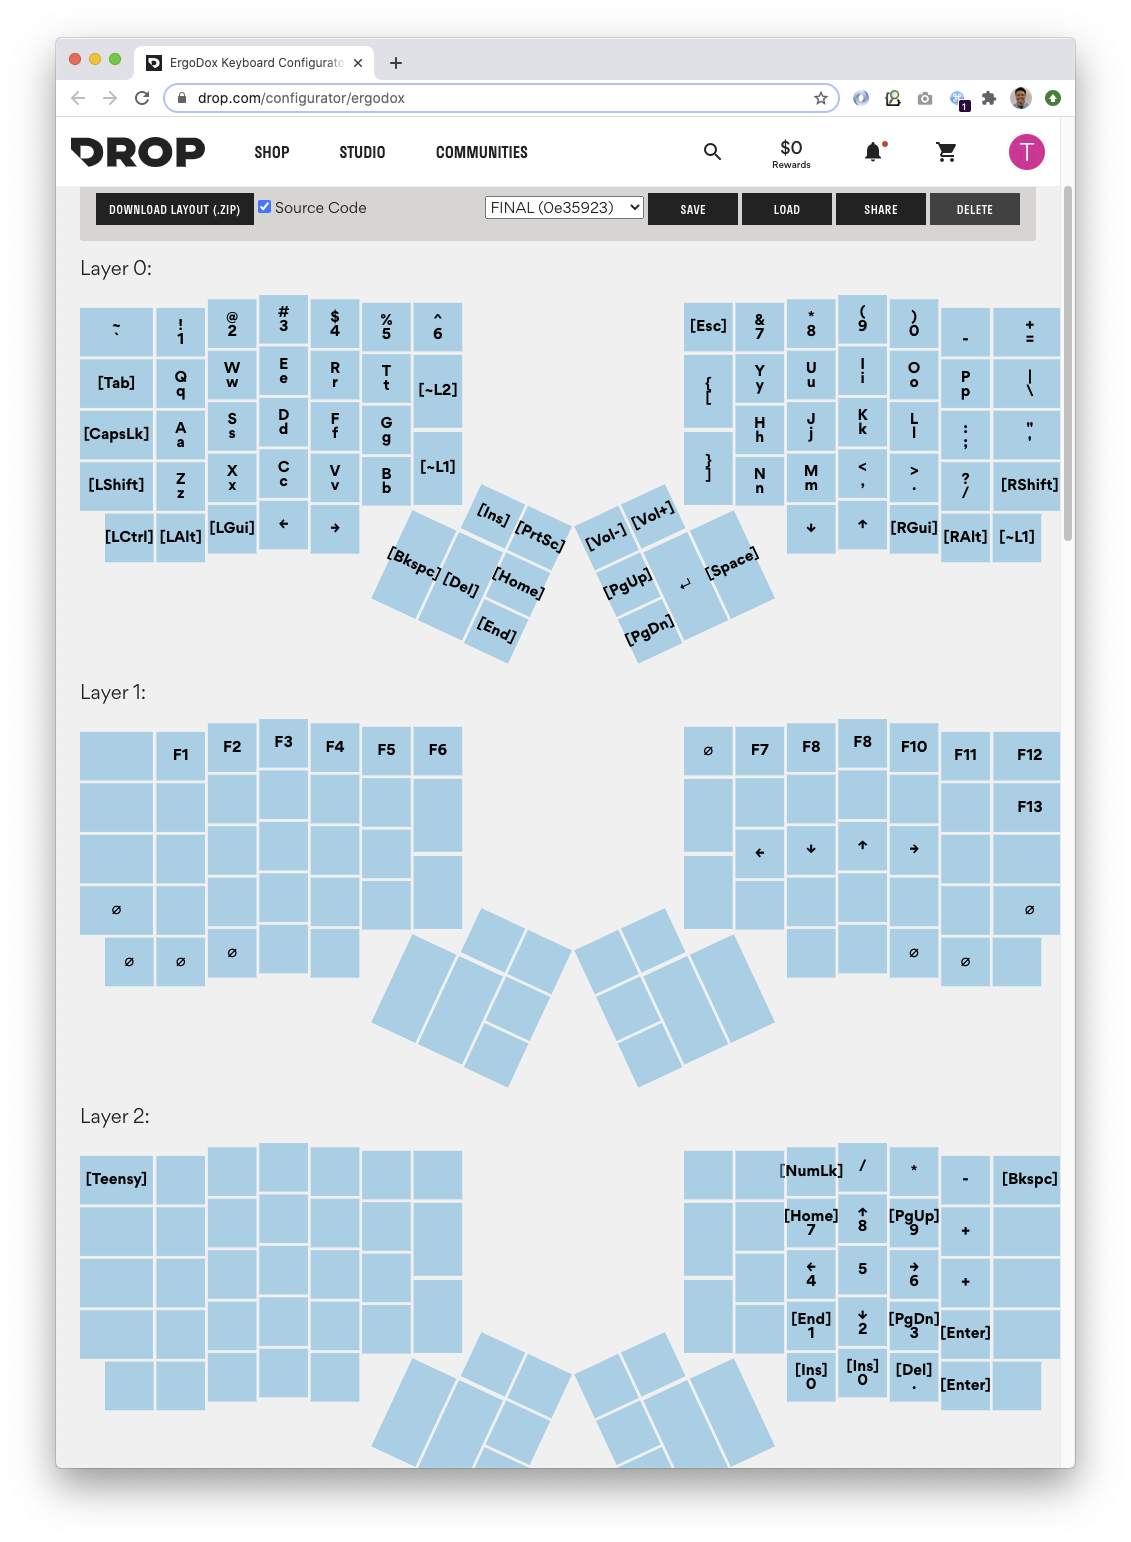 ErgoDox Keyboard Configurato
drop.com/configurator/ergodox
1
DROP
SHOP
STUDIO
COMMUNITIES
$0
Rewards
T
DOWNLOAD LAYOUT (.ZIP)
Source Code
FINAL (0e35923)
SAVE
LOAD
SHARE
DELETE
Layer 0:
~ ` ! 1 @ 2 # 3 $ 4 % 5 ^ 6
[Esc] & 7 * 8 ( 9 ) 0 - + =
[Tab] Q q W w E e R r T t [~L2]
{ [ Y y U u I i O o P p | \
[CapsLk] A a S s D d F f G g [~L1]
} ] H h J j K k L l : ; " '
[LShift] Z z X x C c V v B b
N n M m < , > . ? / [RShift]
[LCtrl] [LAlt] [LGui] ← →
↓ ↑ [RGui] [RAlt] [~L1]
[Ins] [PrtSc]
[Bkspc] [Del] [Home]
[End]
[Vol-] [Vol+]
[PgUp] ↵ [Space]
[PgDn]
Layer 1:
F1 F2 F3 F4 F5 F6
∅ F7 F8 F8 F10 F11 F12
F13
← ↓ ↑ →
∅ ∅
∅ ∅ ∅ ∅ ∅
Layer 2:
[Teensy] [NumLk] / * - [Bkspc]
[Home] 7 ↑ 8 [PgUp] 9 +
← 4 5 → 6 +
[End] 1 ↓ 2 [PgDn] 3 [Enter]
[Ins] 0 [Ins] 0 [Del] . [Enter]